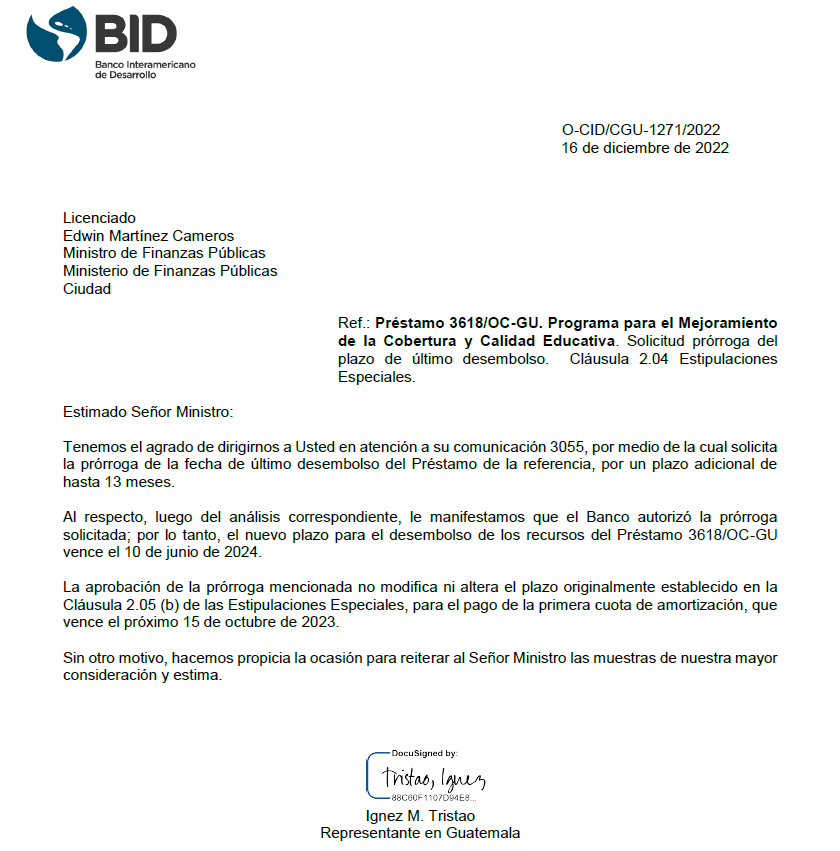 BID
Banco Interamericano
de Desarrollo
O-CID/CGU-1271/2022
16 de diciembre de 2022
Licenciado
Edwin Martínez Cameros
Ministro de Finanzas Públicas
Ministerio de Finanzas Públicas
Ciudad
Ref.: Préstamo 3618/OC-GU. Programa para el Mejoramiento
de la Cobertura y Calidad Educativa. Solicitud prórroga del
plazo de último desembolso. Cláusula 2.04 Estipulaciones
Especiales.
Estimado Señor Ministro:
Tenemos el agrado de dirigirnos a Usted en atención a su comunicación 3055, por medio de la cual solicita
la prórroga de la fecha de último desembolso del Préstamo de la referencia, por un plazo adicional de
hasta 13 meses.
Al respecto, luego del análisis correspondiente, le manifestamos que el Banco autorizó la prórroga
solicitada; por lo tanto, el nuevo plazo para el desembolso de los recursos del Préstamo 3618/OC-GU
vence el 10 de junio de 2024.
La aprobación de la prórroga mencionada no modifica ni altera el plazo originalmente establecido en la
Cláusula 2.05 (b) de las Estipulaciones Especiales, para el pago de la primera cuota de amortización, que
vence el próximo 15 de octubre de 2023.
Sin otro motivo, hacemos propicia la ocasión para reiterar al Señor Ministro las muestras de nuestra mayor
consideración y estima.
DocuSigned by:
Tristao, Ignez
88C60F1107D94E8...
Ignez M. Tristao
Representante en Guatemala